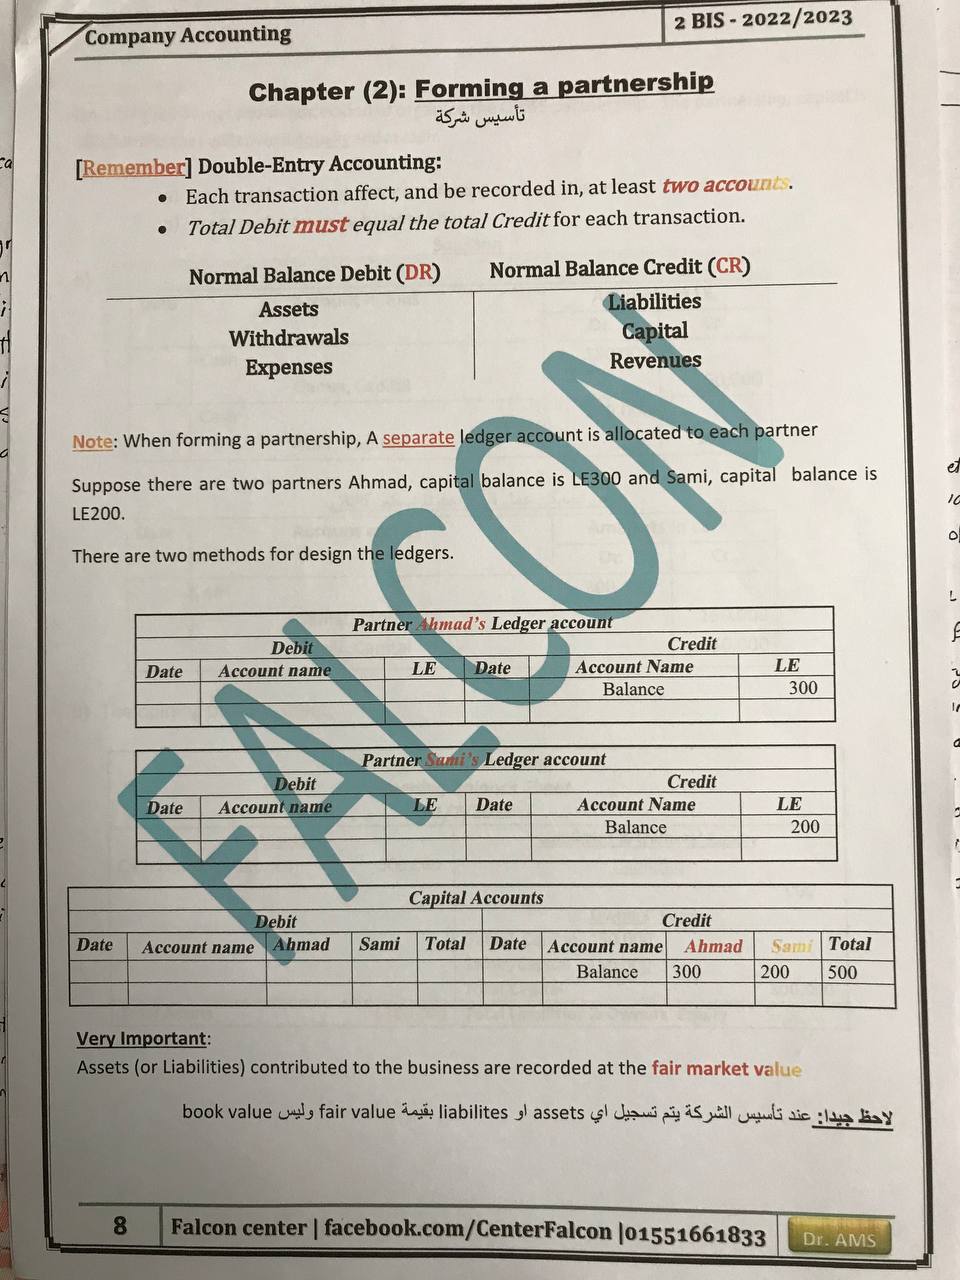 Company Accounting
2 BIS - 2022/2023
Chapter (2): Forming a partnership
تأسيس شركة
[Remember] Double-Entry Accounting:
• Each transaction affect, and be recorded in, at least two accounts.
• Total Debit must equal the total Credit for each transaction.
Normal Balance Debit (DR) Normal Balance Credit (CR)
Assets Liabilities
Withdrawals Capital
Expenses Revenues
Note: When forming a partnership, A separate ledger account is allocated to each partner
Suppose there are two partners Ahmad, capital balance is LE300 and Sami, capital balance is
LE200.
There are two methods for design the ledgers.
Partner Ahmad's Ledger account
Debit Credit
Date Account name LE Date Account Name LE
Balance 300
Partner Sami's Ledger account
Debit Credit
Date Account name LE Date Account Name LE
Balance 200
Capital Accounts
Debit Credit
Date Account name Ahmad Sami Total Date Account name Ahmad Sami Total
Balance 300 200 500
Very Important:
Assets (or Liabilities) contributed to the business are recorded at the fair market value
لاحظ جيدا: عند تأسيس الشركة يتم تسجيل اي assets او liabilites بقيمة fair value وليس book value
FALCON
8 Falcon center | facebook.com/CenterFalcon |01551661833 Dr. AMS